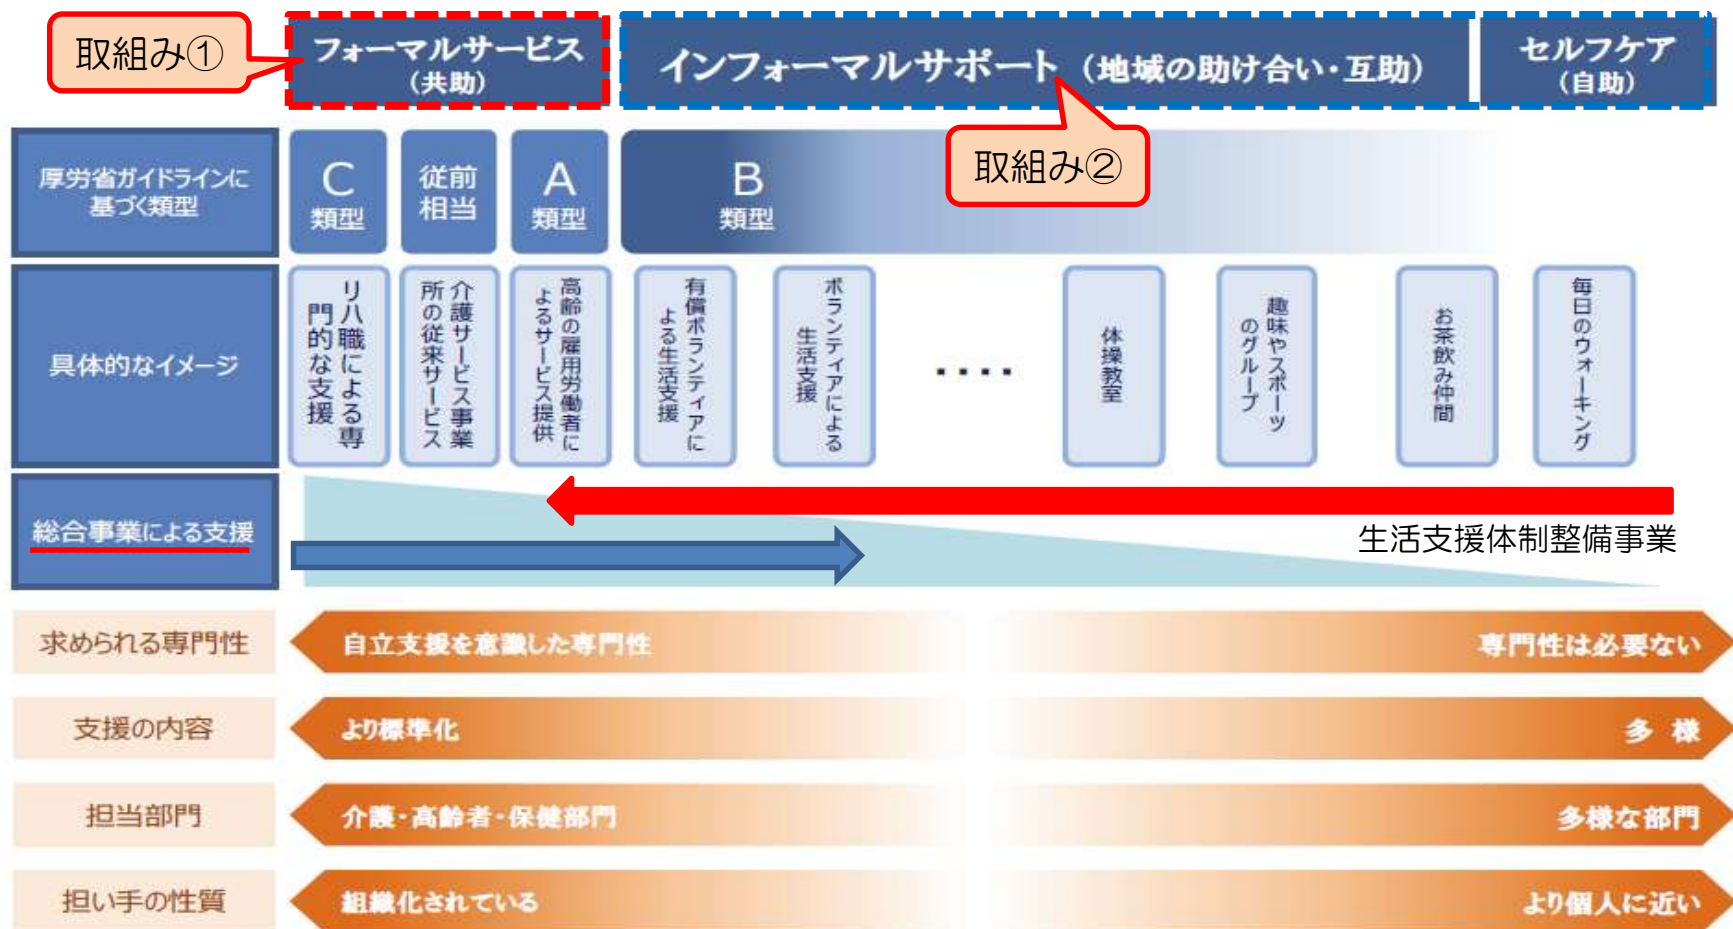 取組み①
フォーマルサービス
(共助)
インフォーマルサポート (地域の助け合い・互助)
セルフケア
(自助)
取組み②
厚労省ガイドラインに
基づく類型
C
類型
従前
相当
A
類型
B
類型
具体的なイメージ
リハ職による専
門的な支援
介護サービス事業
所の従来サービス
高齢の雇用労働者に
よるサービス提供
有償ボランティアに
よる生活支援
ボランティアによる
生活支援
・・・・
体操教室
趣味やスポーツ
のグループ
お茶飲み仲間
毎日のウォーキング
総合事業による支援
生活支援体制整備事業
求められる専門性
自立支援を意識した専門性
専門性は必要ない
支援の内容
より標準化
多 様
担当部門
介護・高齢者・保健部門
多様な部門
担い手の性質
組織化されている
より個人に近い